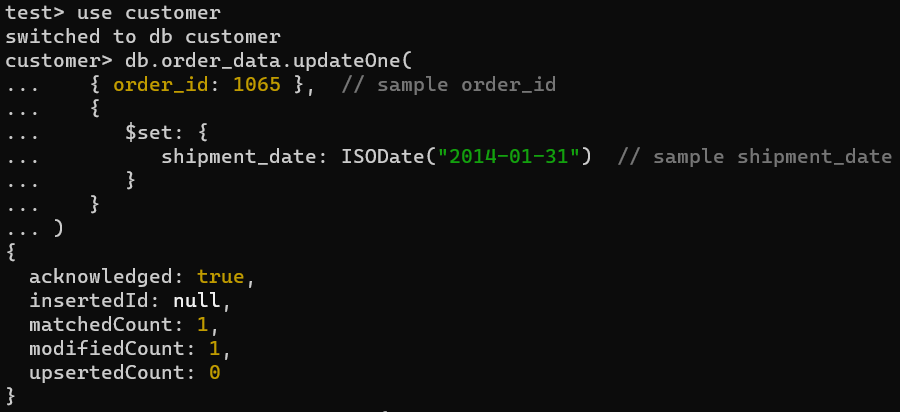 test> use customer
switched to db customer
customer> db.order_data.updateOne(
...    { order_id: 1065 },  // sample order_id
...    {
...       $set: {
...          shipment_date: ISODate("2014-01-31")  // sample shipment_date
...       }
...    }
... )
{
  acknowledged: true,
  insertedId: null,
  matchedCount: 1,
  modifiedCount: 1,
  upsertedCount: 0
}